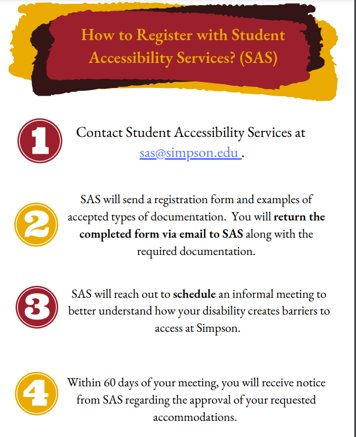 How to Register with Student
Accessibility Services? (SAS)
1
Contact Student Accessibility Services at
sas@simpson.edu .
2
SAS will send a registration form and examples of
accepted types of documentation.  You will return the
completed form via email to SAS along with the
required documentation.
3
SAS will reach out to schedule an informal meeting to
better understand how your disability creates barriers to
access at Simpson.
4
Within 60 days of your meeting, you will receive notice
from SAS regarding the approval of your requested
accommodations.